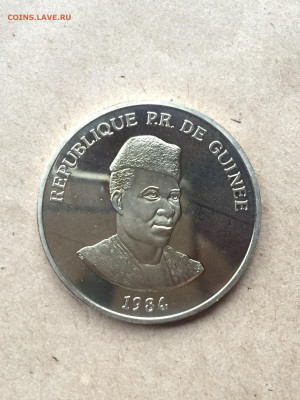 COINS.LAVE.RU
REPUBLIQUE P.R. DE GUINEE
1984